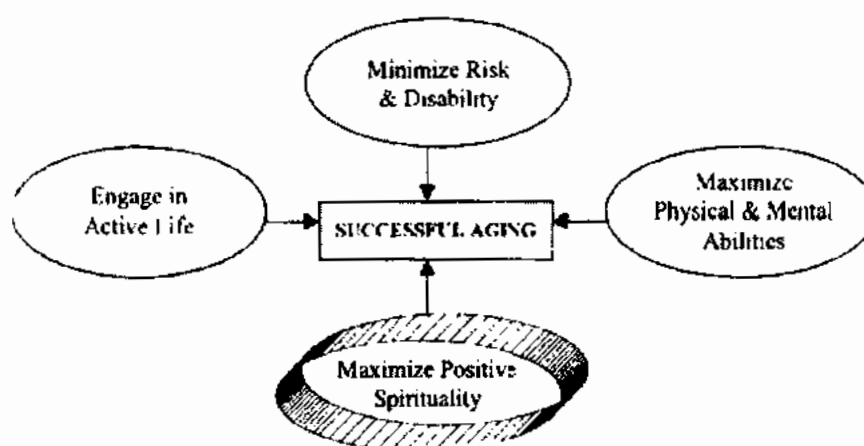 Minimize Risk
& Disability
Engage in
Active Life
SUCCESSFUL AGING
Maximize
Physical & Mental
Abilities
Maximize Positive
Spirituality